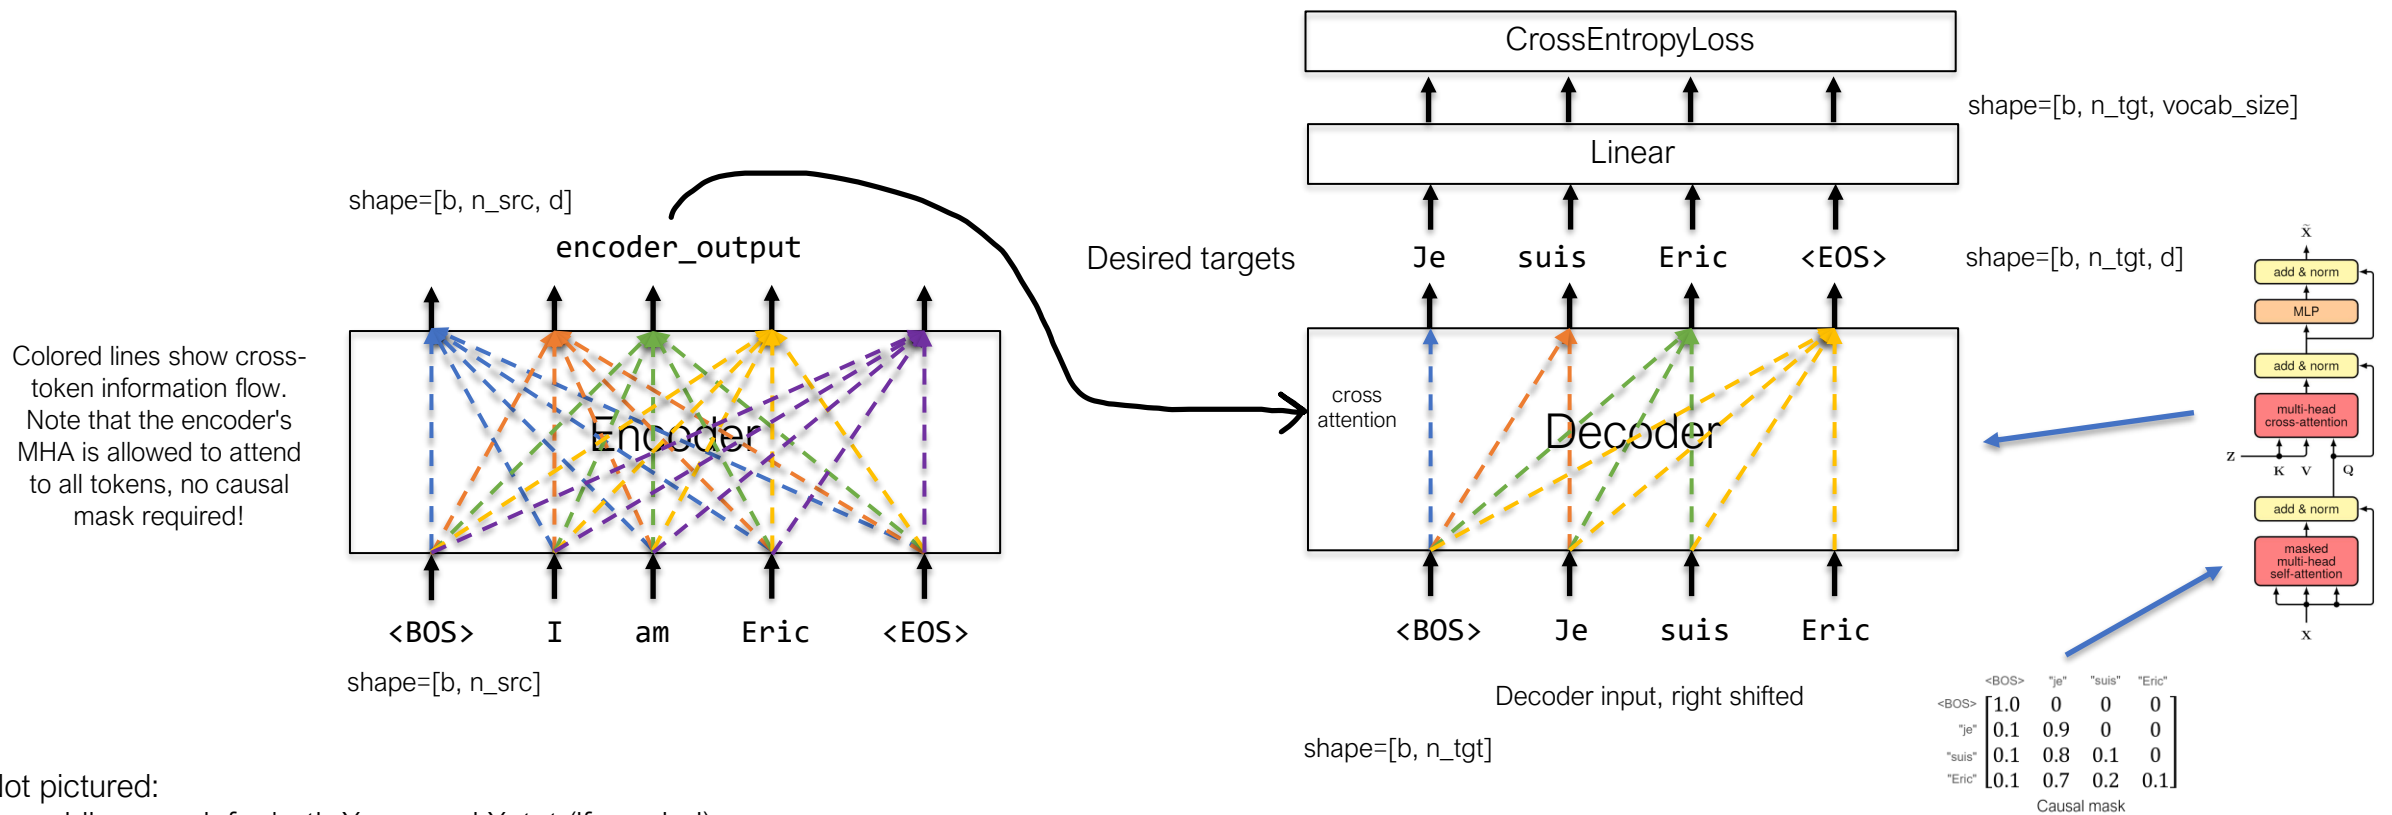 CrossEntropyLoss
shape=[b, n_tgt, vocab_size]
Linear
shape=[b, n_src, d]
encoder_output
Desired targets
Je suis Eric <EOS>
shape=[b, n_tgt, d]
Colored lines show cross-
token information flow.
Note that the encoder's
MHA is allowed to attend
to all tokens, no causal
mask required!
Encoder
cross
attention
Decoder
<BOS> I am Eric <EOS>
shape=[b, n_src]
<BOS> Je suis Eric
Decoder input, right shifted
shape=[b, n_tgt]
X̃
add & norm
MLP
add & norm
multi-head
cross-attention
Z
K V Q
add & norm
masked
multi-head
self-attention
X
<BOS> "je" "suis" "Eric"
<BOS> 1.0 0 0 0
"je" 0.1 0.9 0 0
"suis" 0.1 0.8 0.1 0
"Eric" 0.1 0.7 0.2 0.1
Causal mask
pictured: